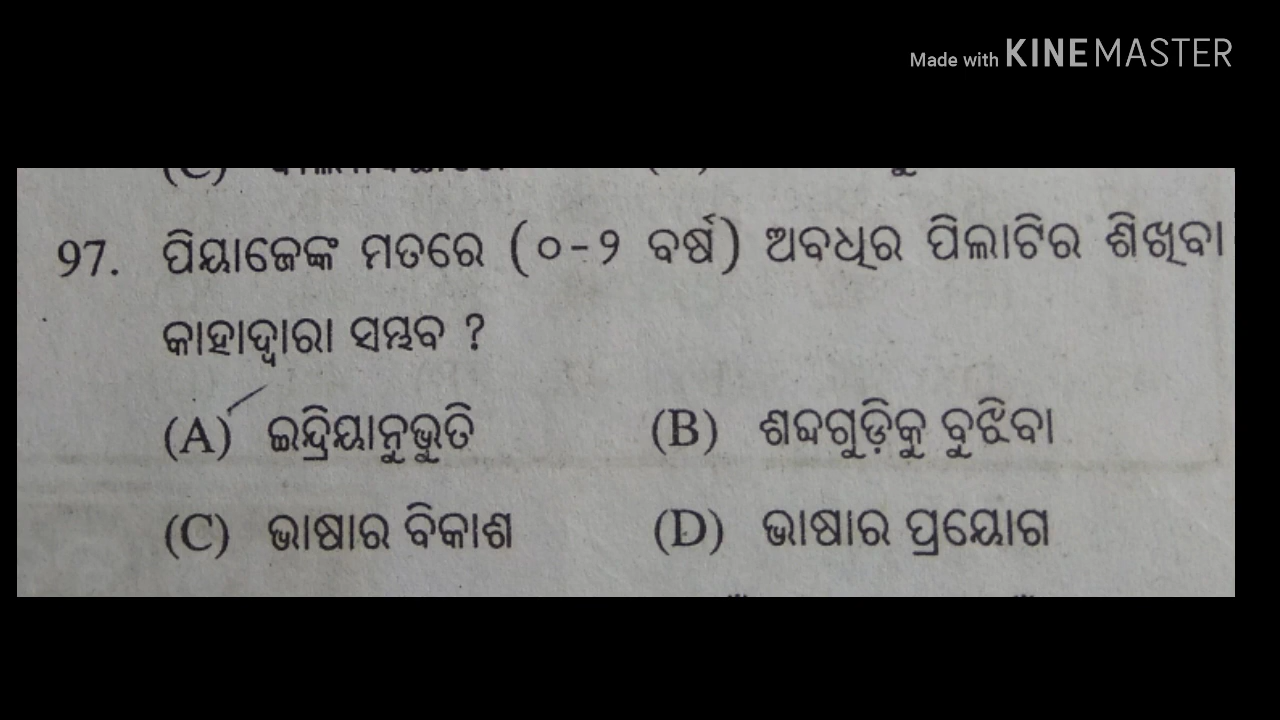 Made with KINEMASTER
97. ପିୟାଜେଙ୍କ ମତରେ (୦-୨ ବର୍ଷ) ଅବଧିର ପିଲାଟିର ଶିଖିବା
କାହାଦ୍ୱାରା ସମ୍ଭବ ?
(A) ଇନ୍ଦ୍ରିୟାନୁଭୁତି (B) ଶବ୍ଦଗୁଡ଼ିକୁ ବୁଝିବା
(C) ଭାଷାର ବିକାଶ (D) ଭାଷାର ପ୍ରୟୋଗ